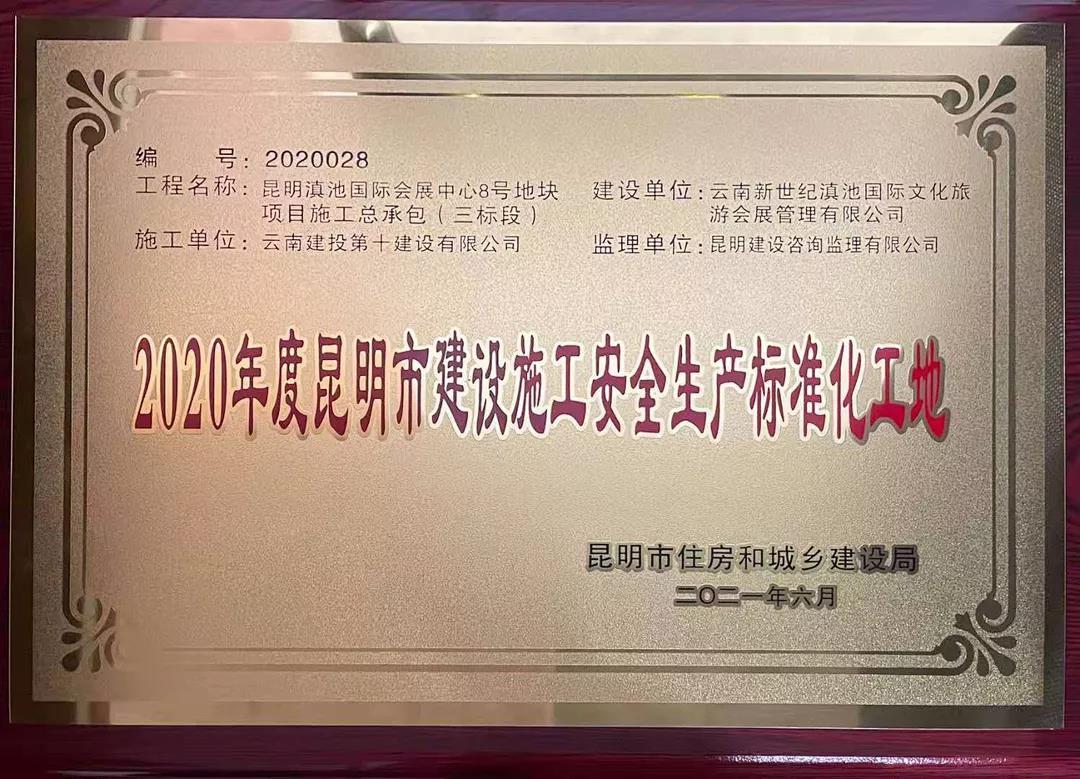 编 号：2020028
工程名称：昆明滇池国际会展中心8号地块
项目施工总承包（三标段）
施工单位：云南建投第十建设有限公司
建设单位：云南新世纪滇池国际文化旅
游会展管理有限公司
监理单位：昆明建设咨询监理有限公司
2020年度昆明市建设施工安全生产标准化工地
昆明市住房和城乡建设局
二〇二一年六月